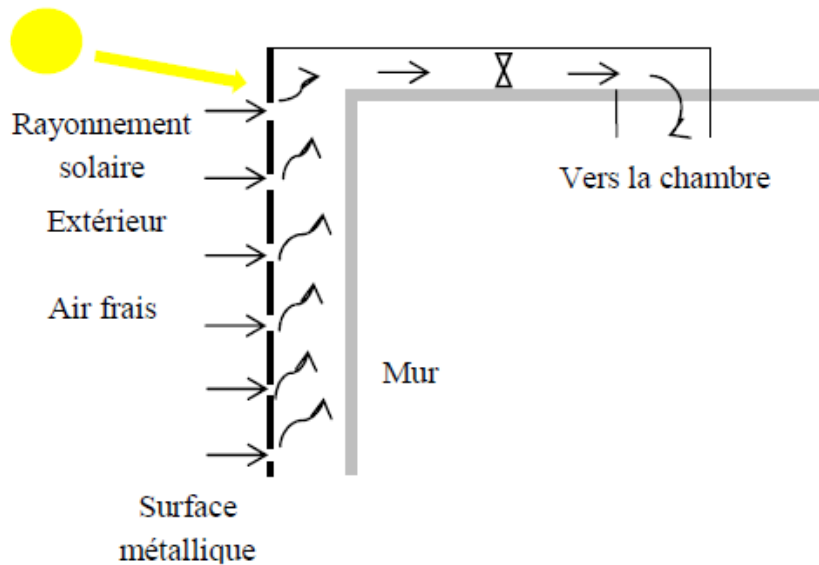 Rayonnement
solaire
Extérieur
Air frais
Surface
métallique
Mur
Vers la chambre